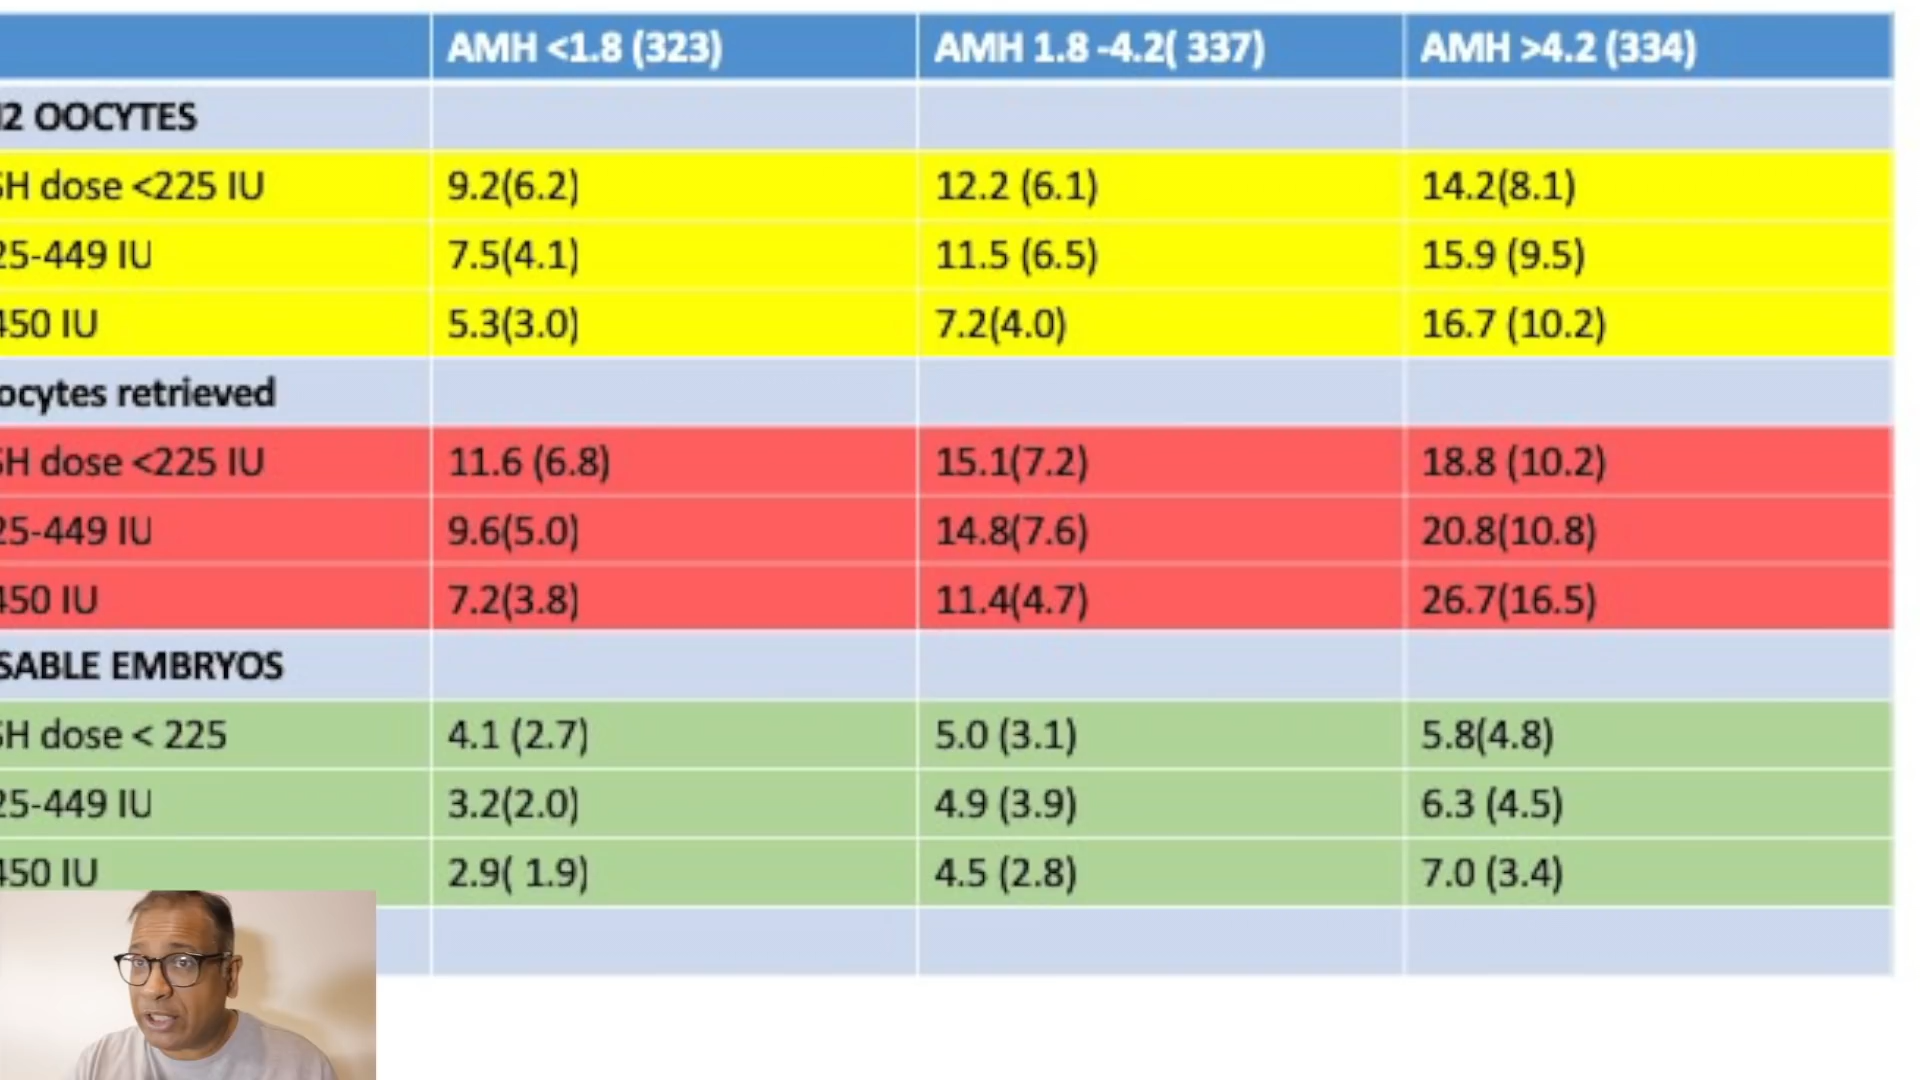 AMH <1.8 (323) AMH 1.8 -4.2( 337) AMH >4.2 (334)
2 OOCYTES
H dose <225 IU 9.2(6.2) 12.2 (6.1) 14.2(8.1)
25-449 IU 7.5(4.1) 11.5 (6.5) 15.9 (9.5)
450 IU 5.3(3.0) 7.2(4.0) 16.7 (10.2)
ocytes retrieved
H dose <225 IU 11.6 (6.8) 15.1(7.2) 18.8 (10.2)
25-449 IU 9.6(5.0) 14.8(7.6) 20.8(10.8)
450 IU 7.2(3.8) 11.4(4.7) 26.7(16.5)
SABLE EMBRYOS
H dose < 225 4.1 (2.7) 5.0 (3.1) 5.8(4.8)
25-449 IU 3.2(2.0) 4.9 (3.9) 6.3 (4.5)
450 IU 2.9( 1.9) 4.5 (2.8) 7.0 (3.4)